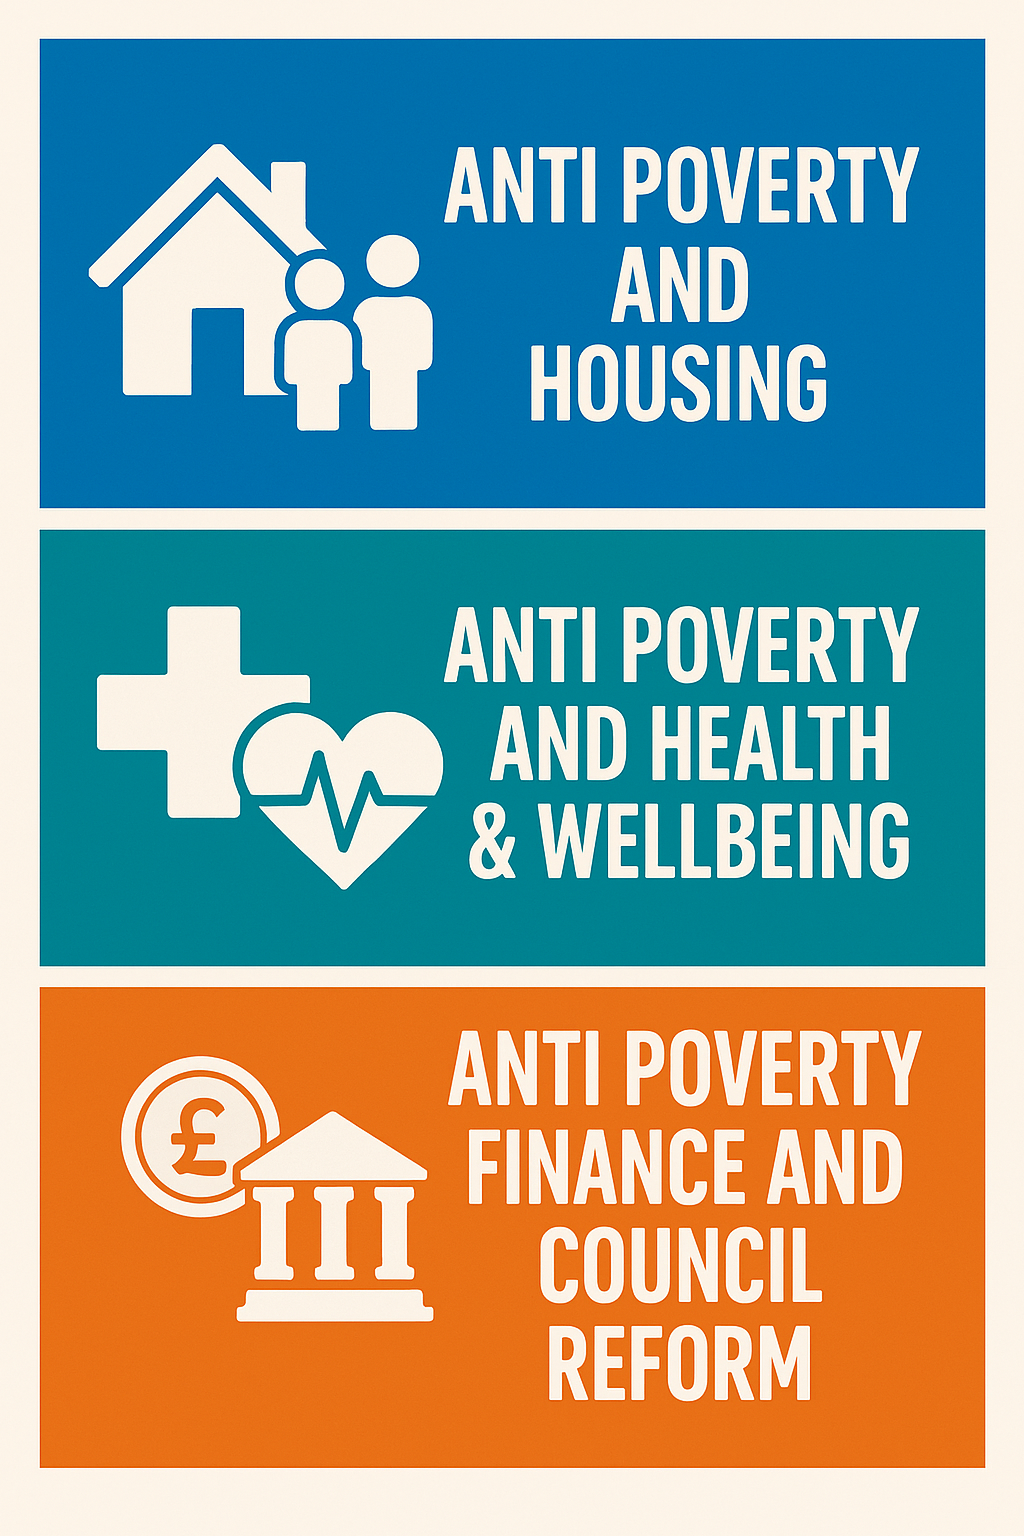 ANTI POVERTY
AND
HOUSING
ANTI POVERTY
AND HEALTH
& WELLBEING
£
ANTI POVERTY
FINANCE AND
COUNCIL
REFORM